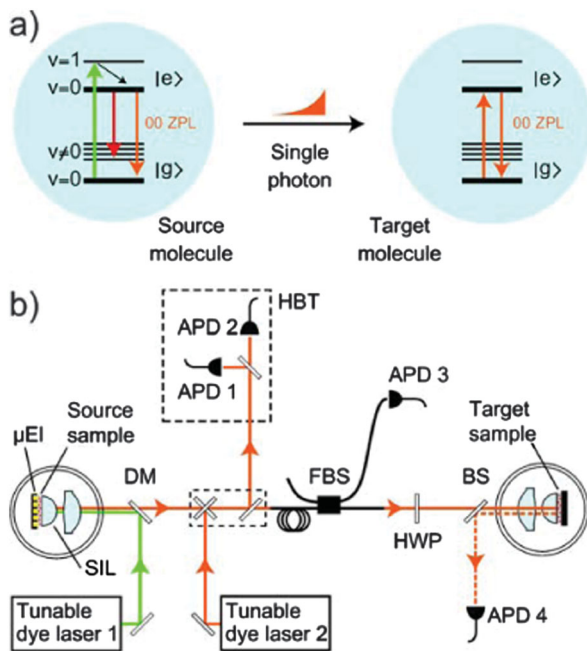 a)
v=1
|e>
v=0
00 ZPL
v≠0
v=0
|g>
Source
molecule
Single
photon
|e>
00 ZPL
|g>
Target
molecule
b)
HBT
APD 2
APD 1
APD 3
Source
sample
Target
sample
µEl
DM
FBS
BS
SIL
HWP
Tunable
dye laser 1
Tunable
dye laser 2
APD 4